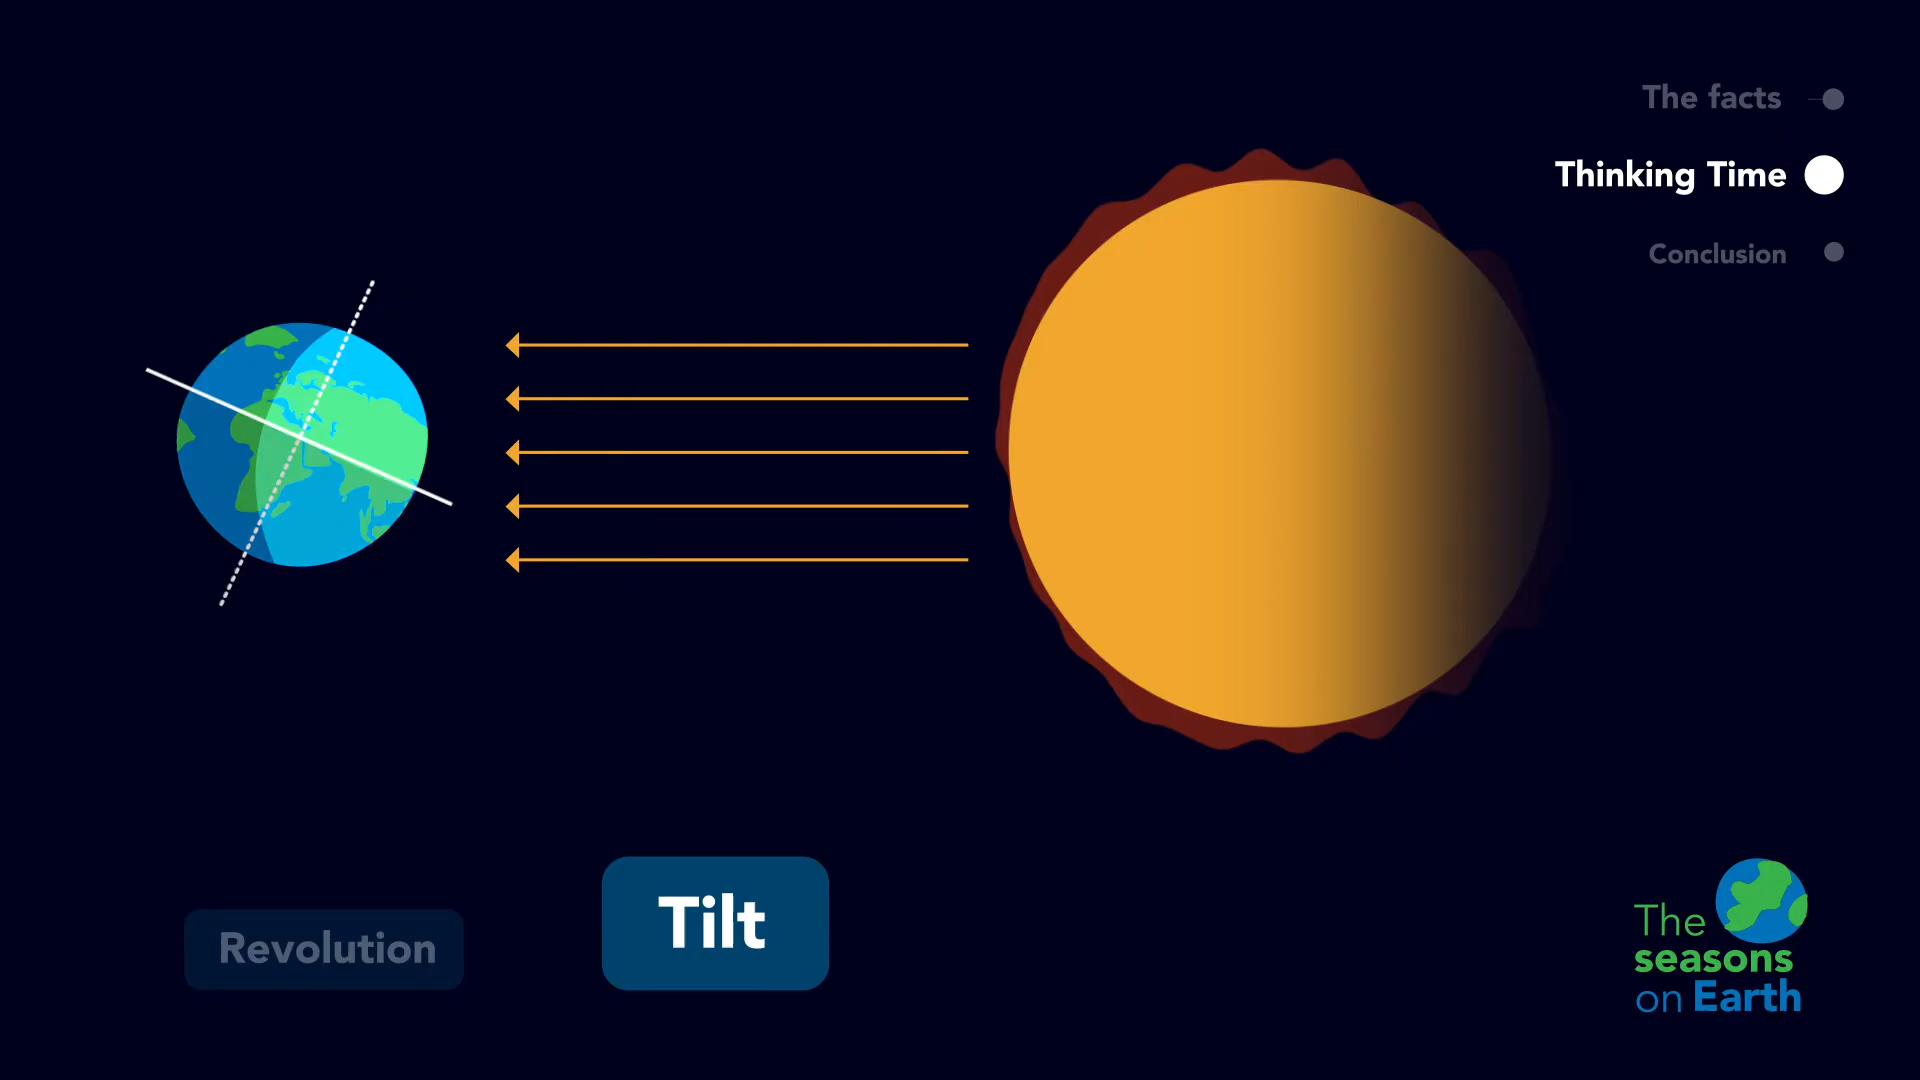 The facts
Thinking Time
Conclusion
Revolution
Tilt
The
seasons
on Earth